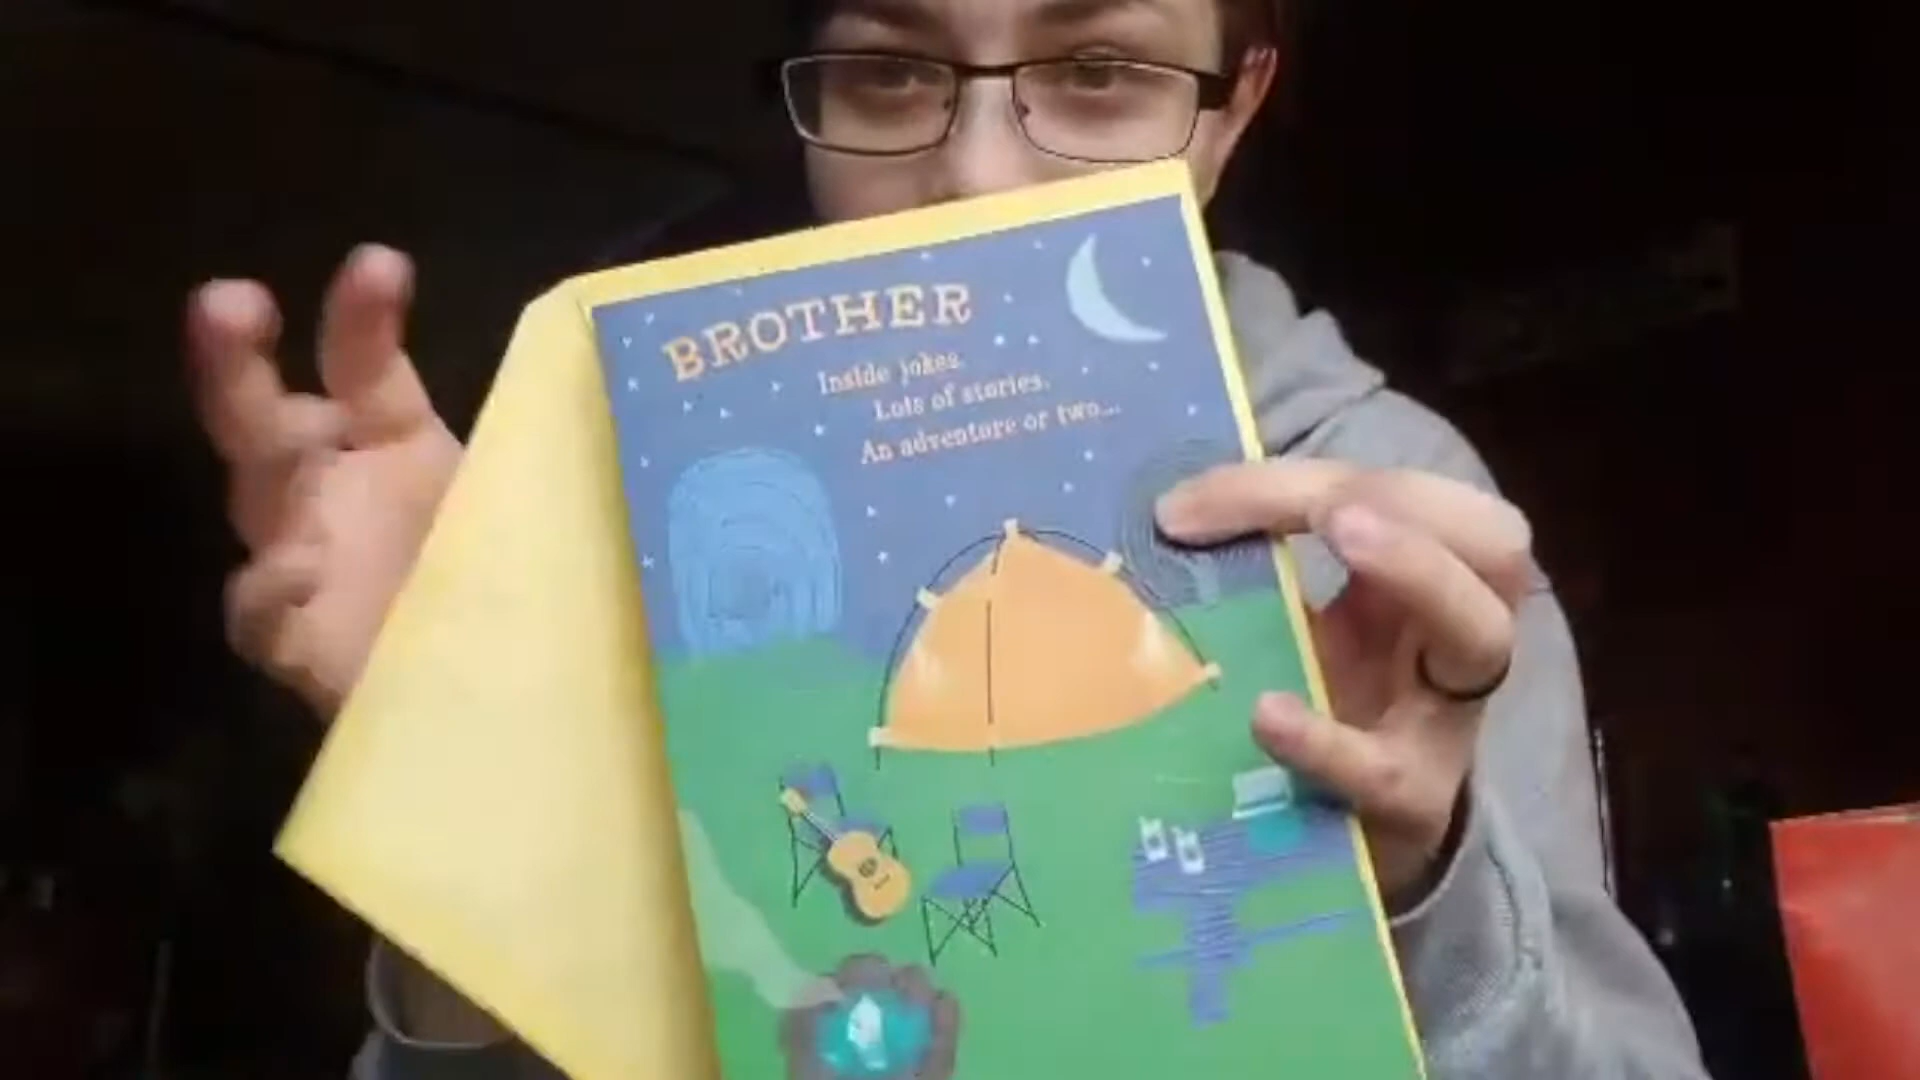 BROTHER
Inside jokes.
Lots of stories.
An adventure or two...